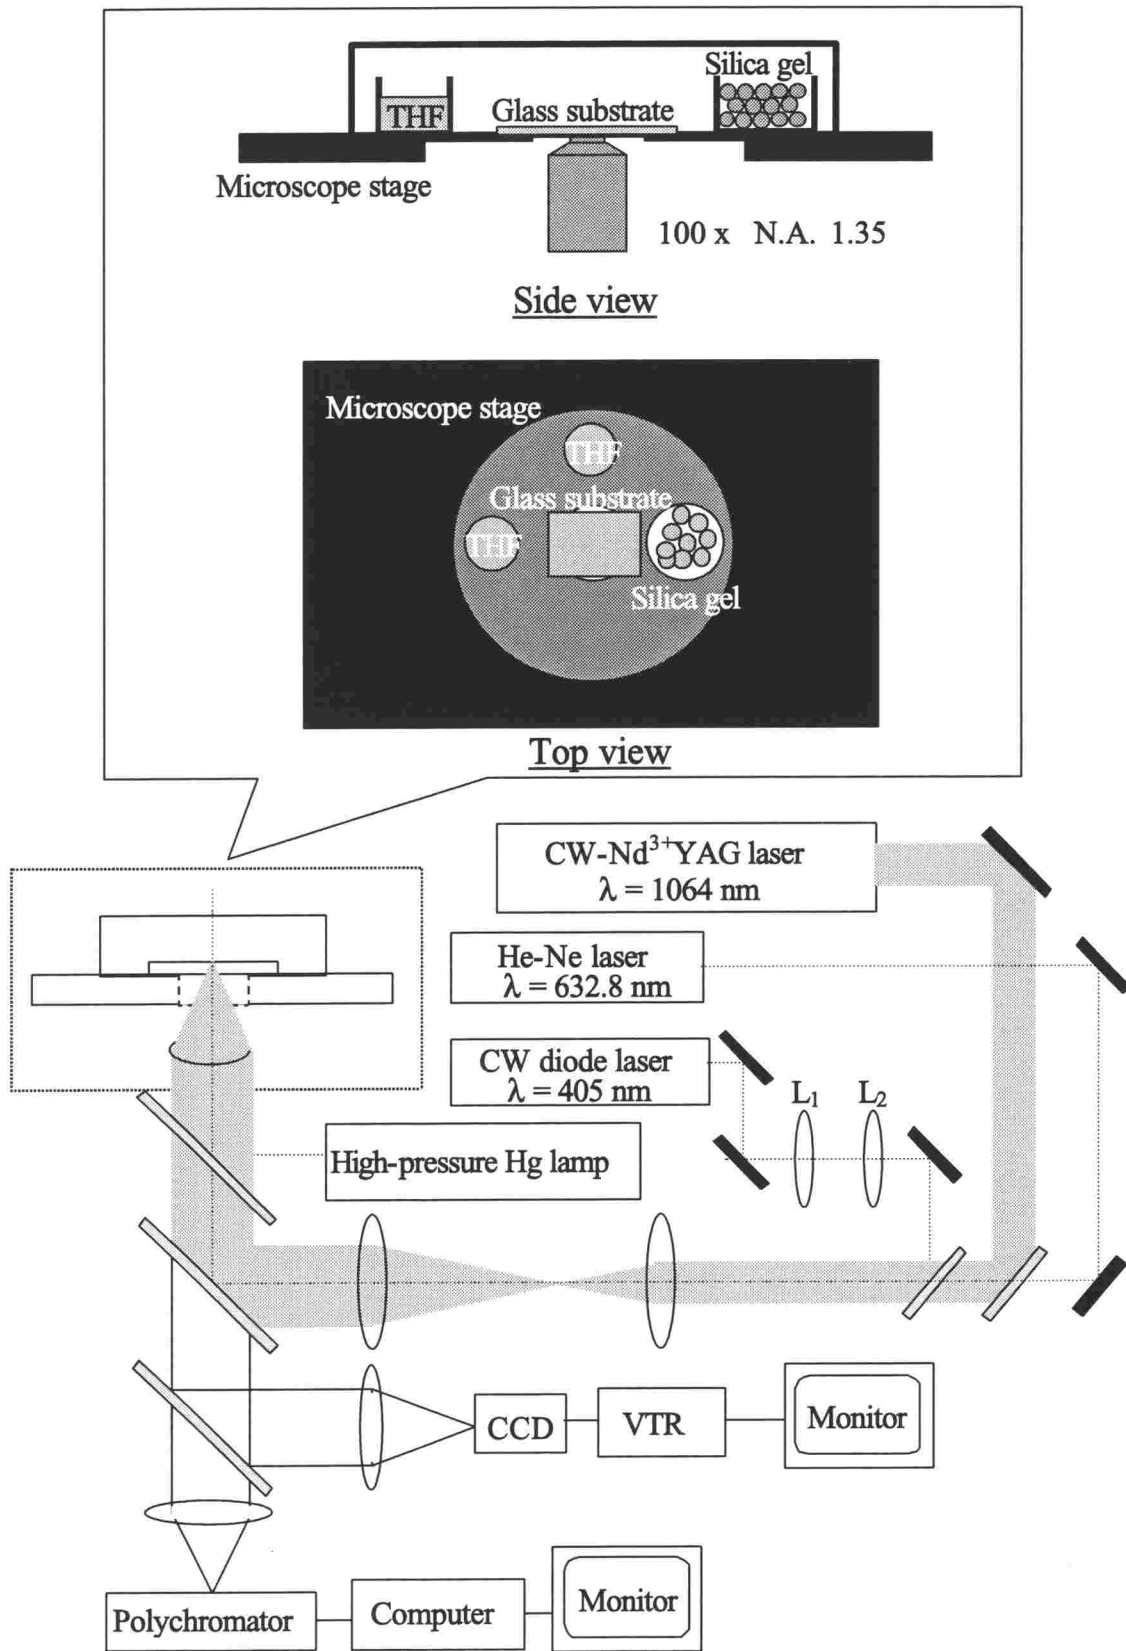 Silica gel
THF
Glass substrate
Microscope stage
100 x N.A. 1.35
Side view
Microscope stage
THF
Glass substrate
THF
Silica gel
Top view
CW-Nd³⁺YAG laser
λ = 1064 nm
He-Ne laser
λ = 632.8 nm
CW diode laser
λ = 405 nm
L₁ L₂
High-pressure Hg lamp
CCD VTR Monitor
Polychromator Computer Monitor